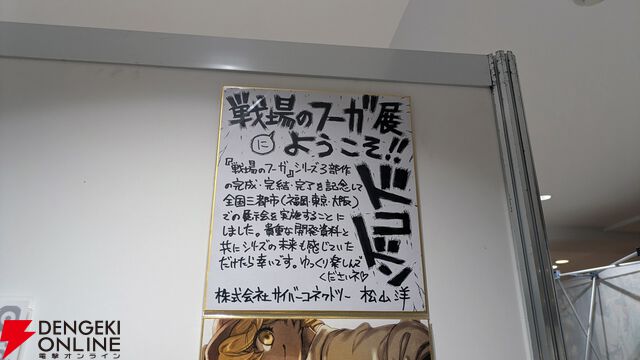 戦場のフーガ展
に
ようこそ!!
『戦場のフーガ』シリーズ3部作
の完成・完結・完了を記念して
全国三都市(福岡・東京・大阪)
での展示会を実施することに
しました。貴重な開発資料と
共にシリーズの未来も感じていた
だけたら幸いです。ゆっくり楽しんで
くださいネ♡
ドドン
株式会社サイバーコネクトツー 松山洋
DENGEKI
ONLINE
電撃オンライン